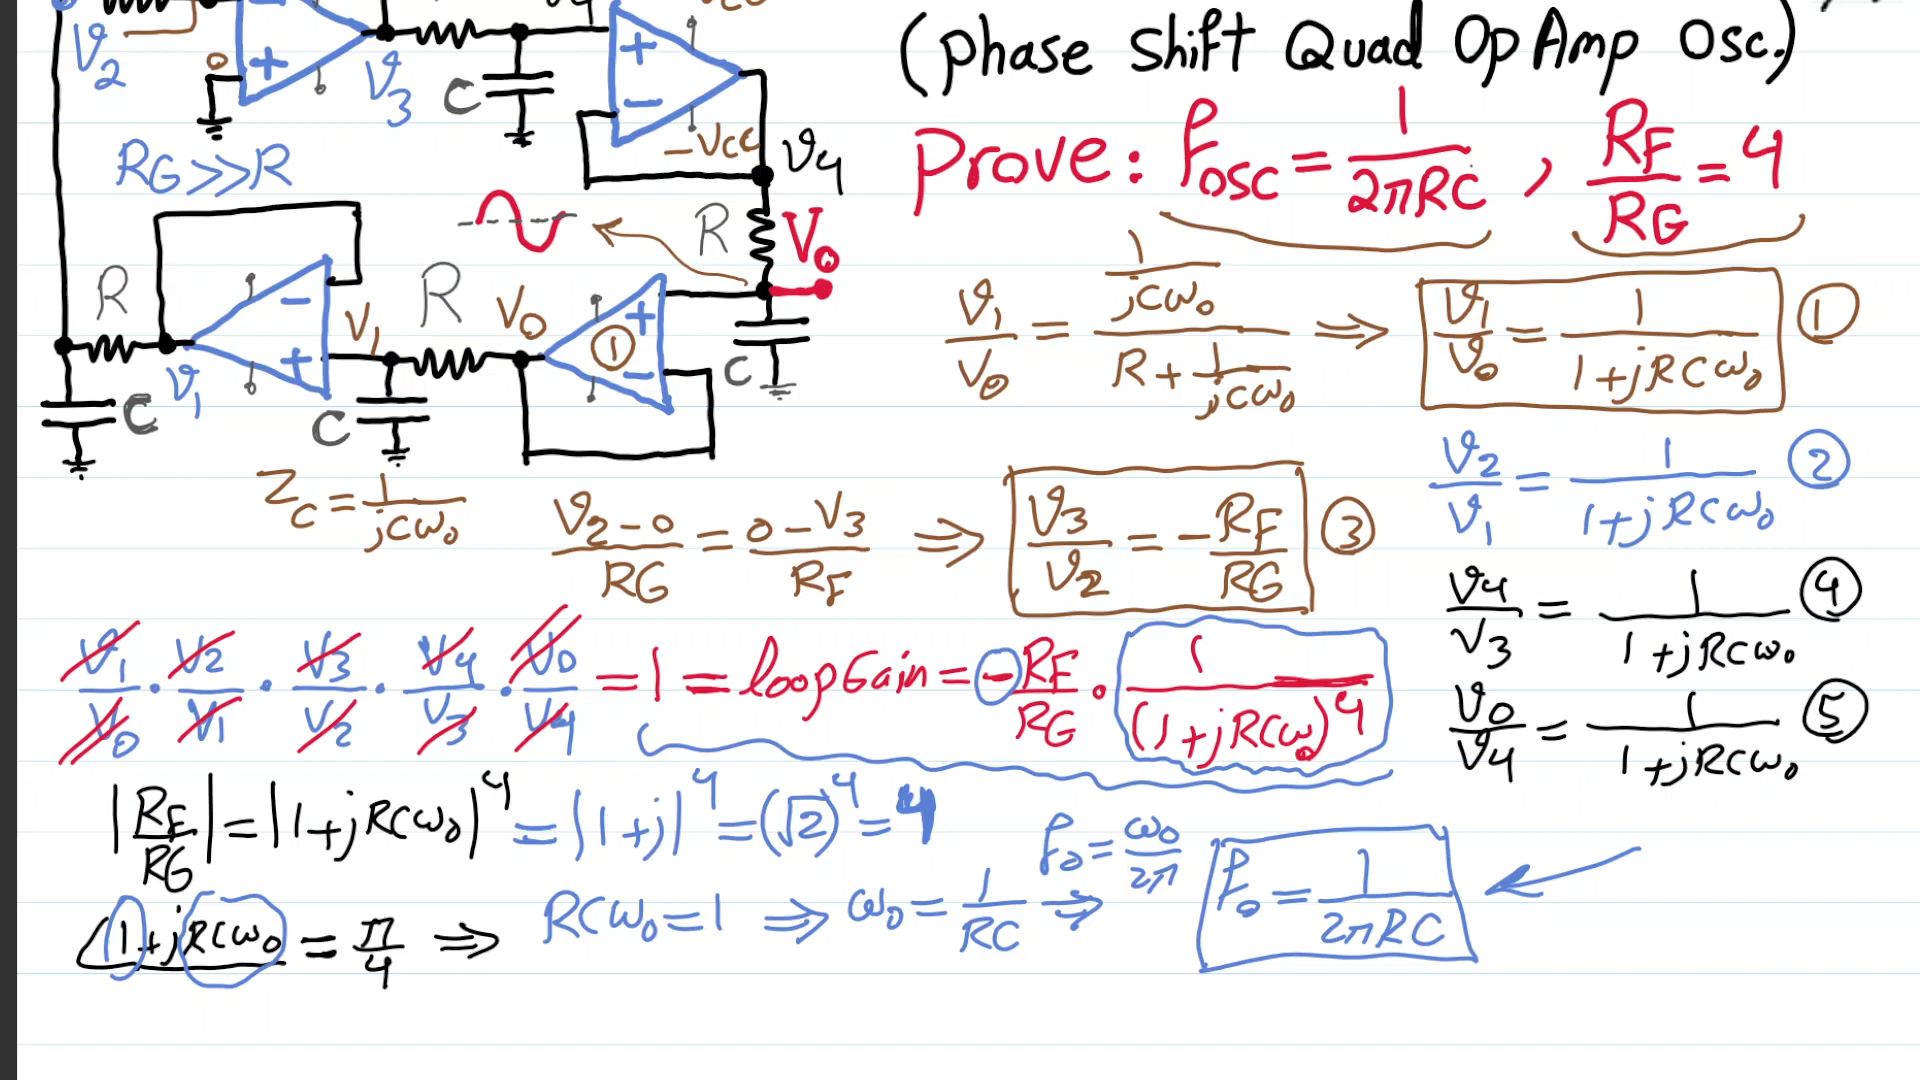 (Phase Shift Quad OpAmp Osc.)
Prove: fosc = 1/2πRC , RF/RG = 4
V2
o
+
V3
C
+
−
−Vcc
V4
RG >> R
R
Vo
R
−
+
V1
R
Vo
1
+
−
C
V1
C
C
V1/Vo = (1/jCωo)/(R + 1/jCωo) ⇒ V1/Vo = 1/(1+jRCωo) ①
V2/V1 = 1/(1+jRCωo) ②
Zc = 1/jCωo
(V2−0)/RG = (0−V3)/RF ⇒ V3/V2 = −RF/RG ③
V4/V3 = 1/(1+jRCωo) ④
V1/Vo · V2/V1 · V3/V2 · V4/V3 · Vo/V4 = 1 = loop Gain = −RF/RG · 1/(1+jRCωo)^4
Vo/V4 = 1/(1+jRCωo) ⑤
|RF/RG| = |1+jRCωo|^4 = |1+j|^4 = (√2)^4 = 4
∠1+jRCωo = π/4 ⇒ RCωo = 1 ⇒ ωo = 1/RC ⇒ fo = ωo/2π fo = 1/2πRC